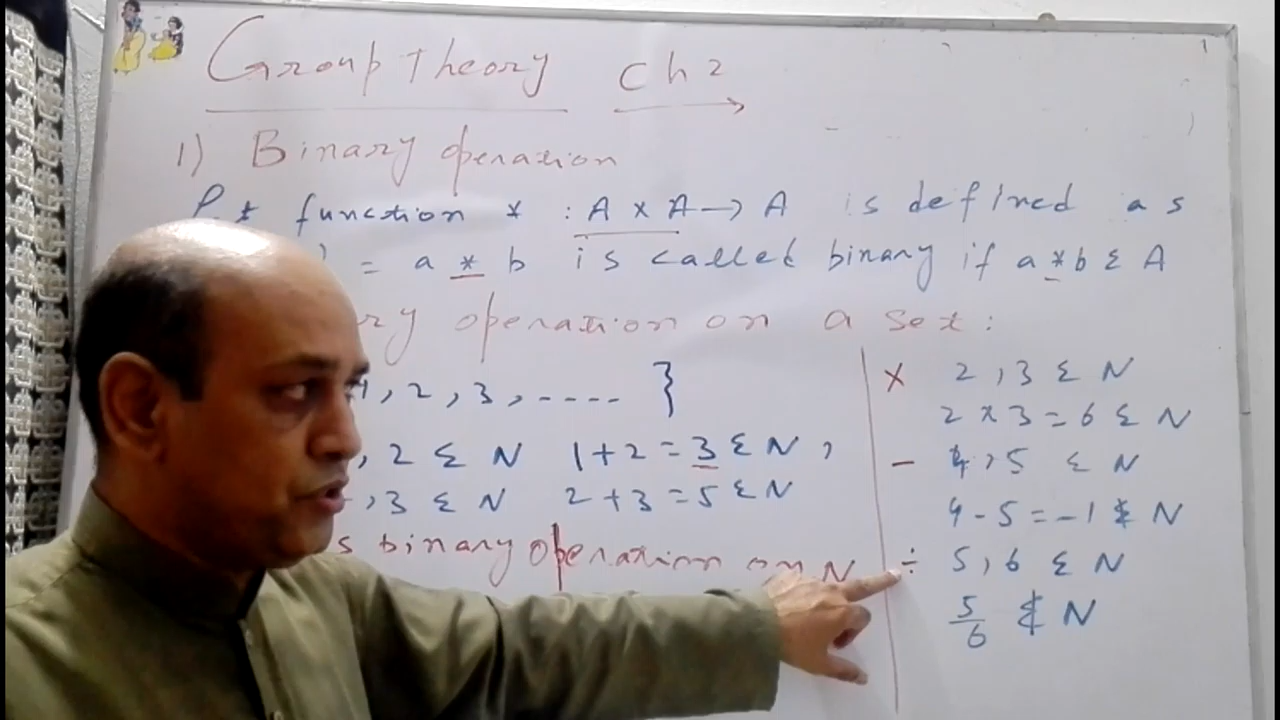 Group Theory Ch 2
1) Binary operation
function * : A × A → A is defined as
= a * b is called binary if a * b ∈ A
ry operation on a set:
1, 2, 3, .... }
, 2 ∈ N 1 + 2 = 3 ∈ N,
, 3 ∈ N 2 + 3 = 5 ∈ N
s binary operation on N
× 2, 3 ∈ N
2 × 3 = 6 ∈ N
− 4, 5 ∈ N
4 - 5 = -1 ∉ N
÷ 5, 6 ∈ N
5/6 ∉ N